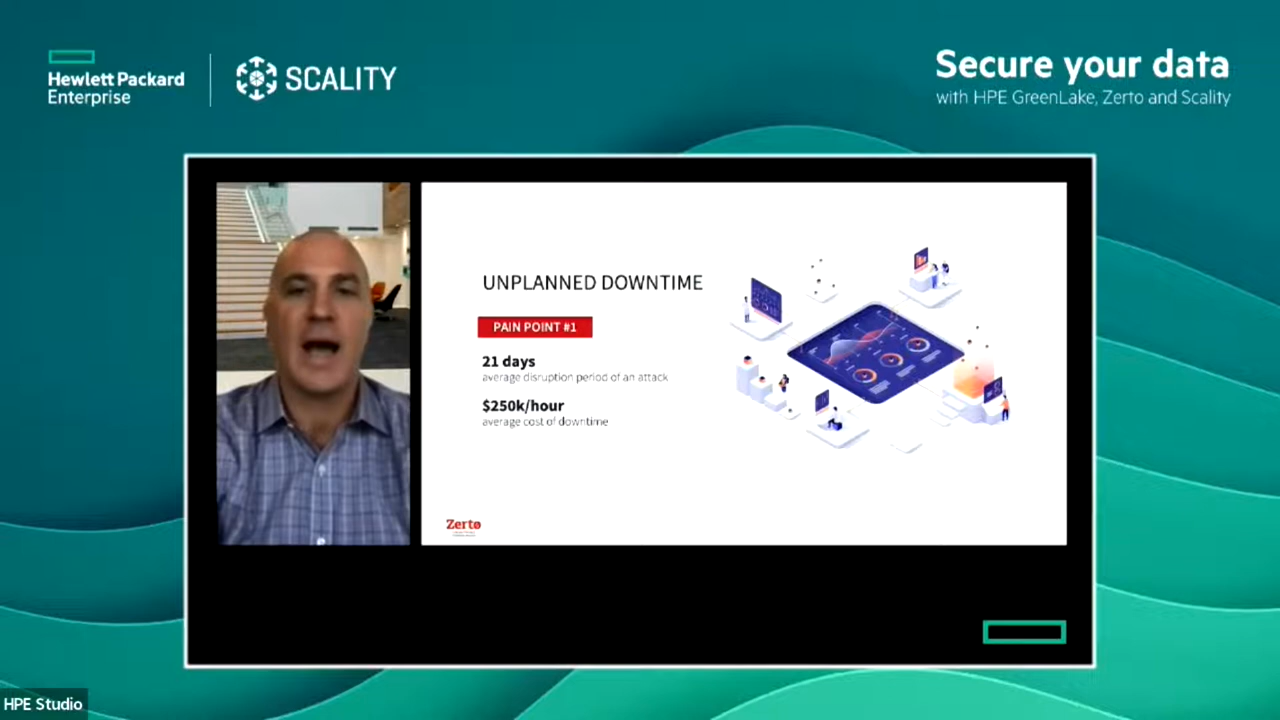 Hewlett Packard
Enterprise
SCALITY
Secure your data
with HPE GreenLake, Zerto and Scality
UNPLANNED DOWNTIME
PAIN POINT #1
21 days
average disruption period of an attack
$250k/hour
average cost of downtime
Zerto
HPE Studio